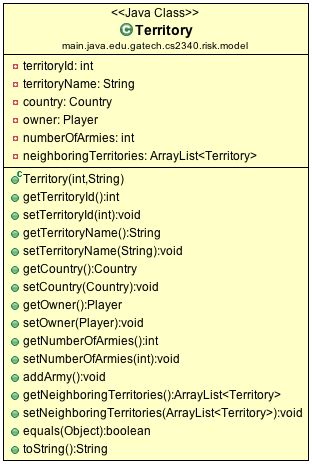 <<Java Class>>
C Territory
main.java.edu.gatech.cs2340.risk.model
territoryId: int
territoryName: String
country: Country
owner: Player
numberOfArmies: int
neighboringTerritories: ArrayList<Territory>
c Territory(int,String)
getTerritoryId():int
setTerritoryId(int):void
getTerritoryName():String
setTerritoryName(String):void
getCountry():Country
setCountry(Country):void
getOwner():Player
setOwner(Player):void
getNumberOfArmies():int
setNumberOfArmies(int):void
addArmy():void
getNeighboringTerritories():ArrayList<Territory>
setNeighboringTerritories(ArrayList<Territory>):void
equals(Object):boolean
toString():String